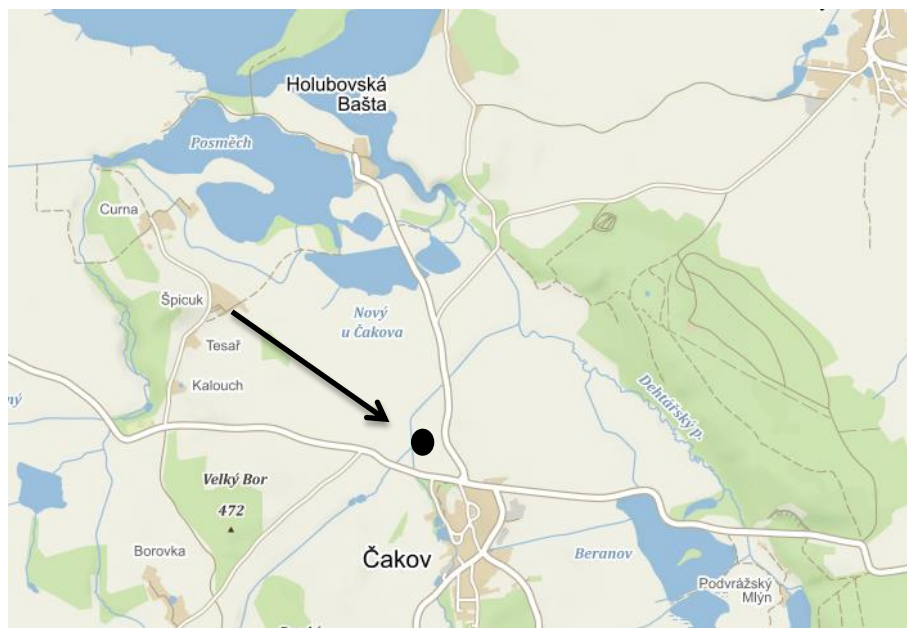 Holubovská
Bašta
Posměch
Curna
Špicuk
Nový
u Čakova
Tesař
Kalouch
Dehtářský p.
Velký Bor
472
Čakov
Borovka
Beranov
Podvrážský
Mlýn